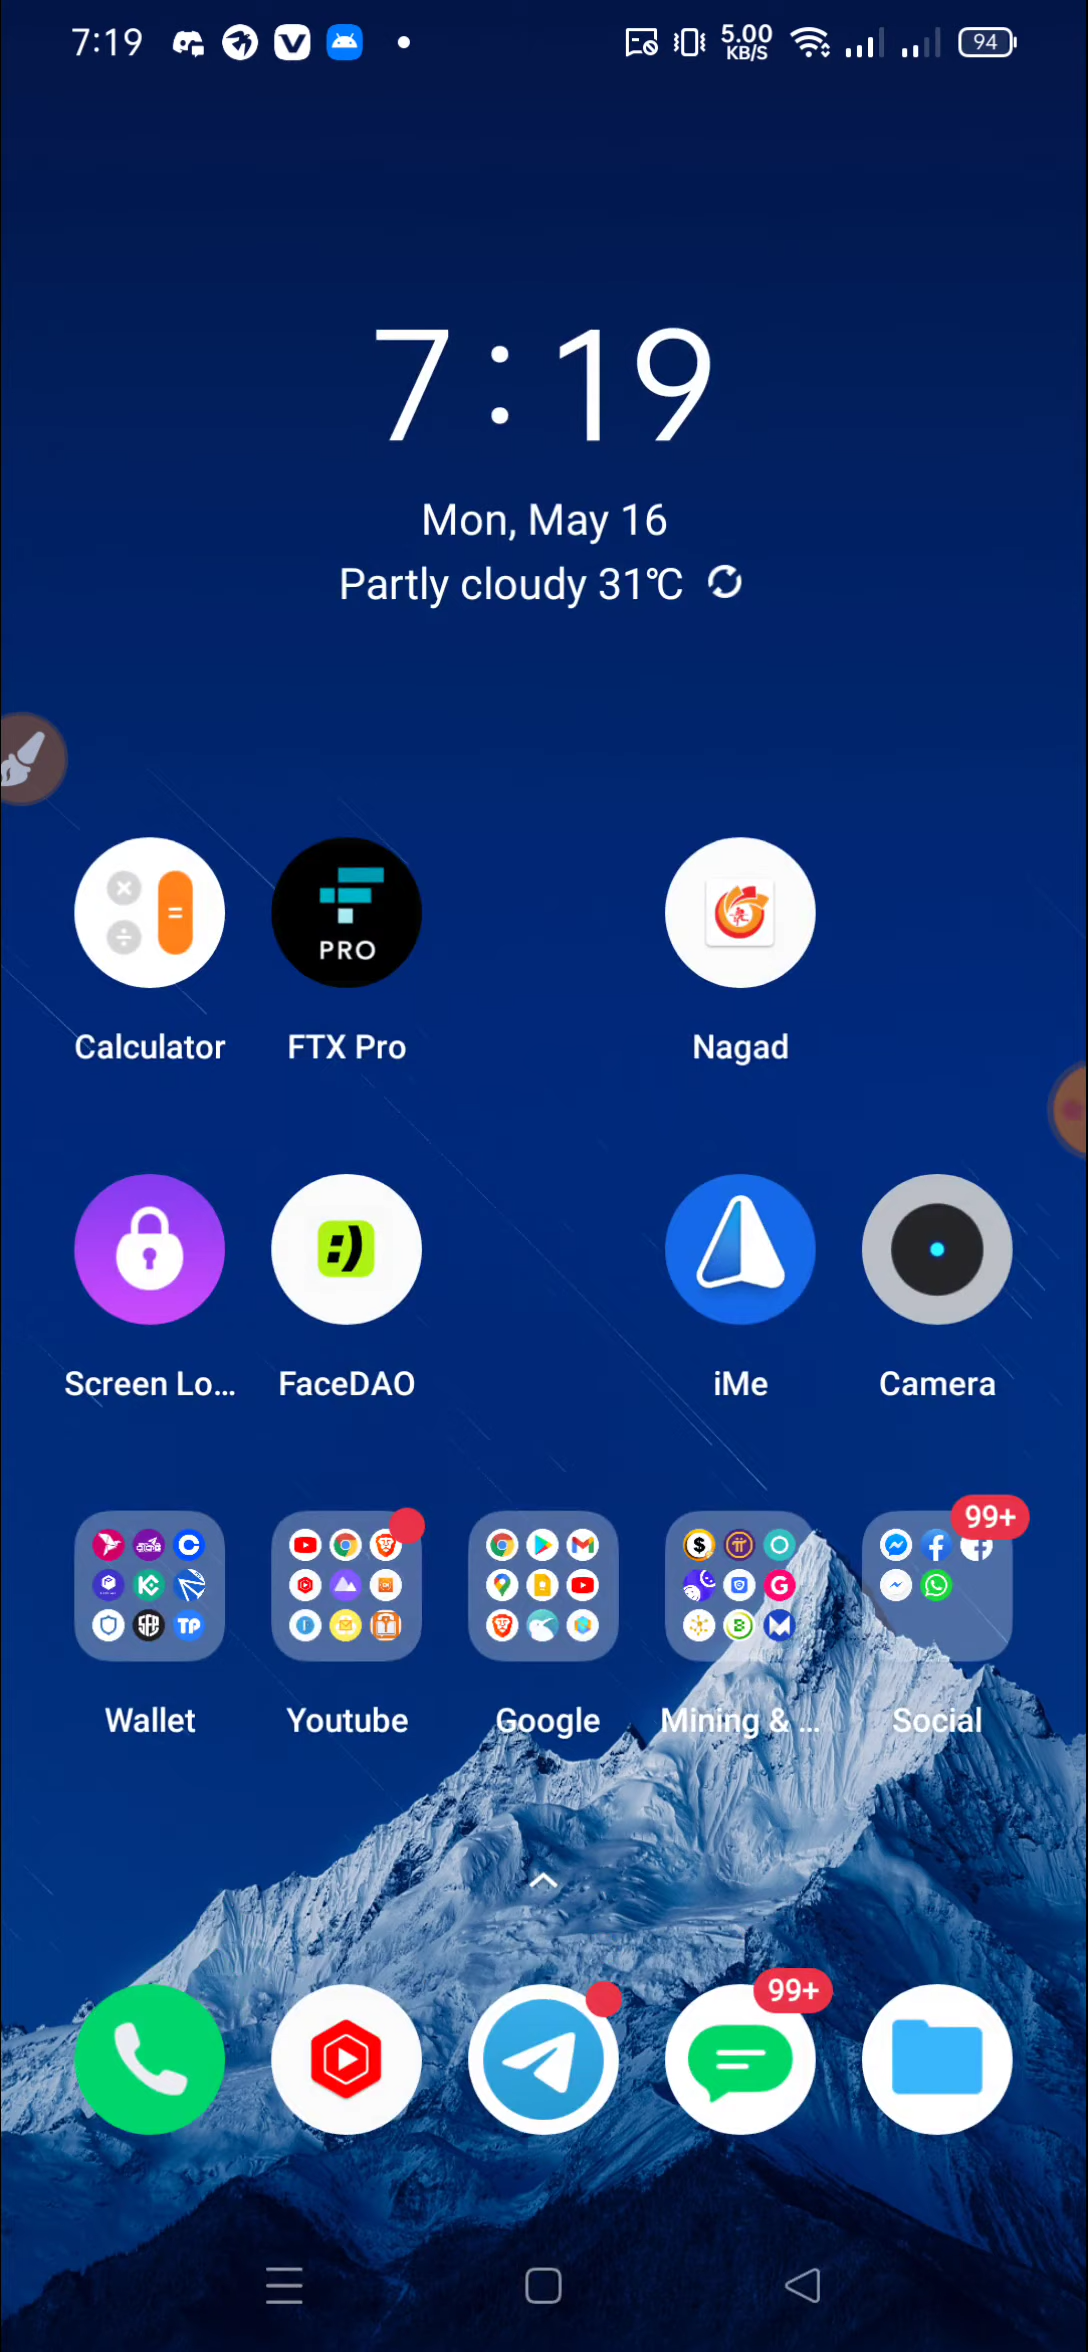 7:19
5.00
KB/S
94
7:19
Mon, May 16
Partly cloudy 31℃
PRO
Calculator
FTX Pro
Nagad
:)
Screen Lo...
FaceDAO
iMe
Camera
99+
TP
Wallet
Youtube
Google
Mining & ...
Social
99+